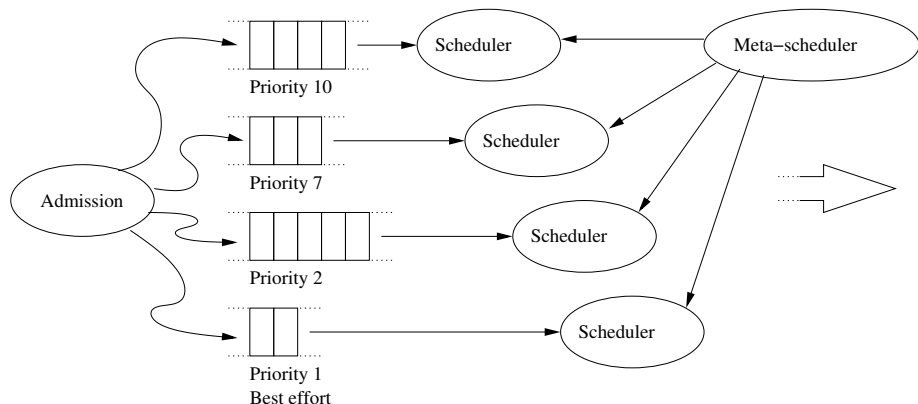 Scheduler
Meta-scheduler
Priority 10
Scheduler
Priority 7
Admission
Scheduler
Priority 2
Scheduler
Priority 1
Best effort